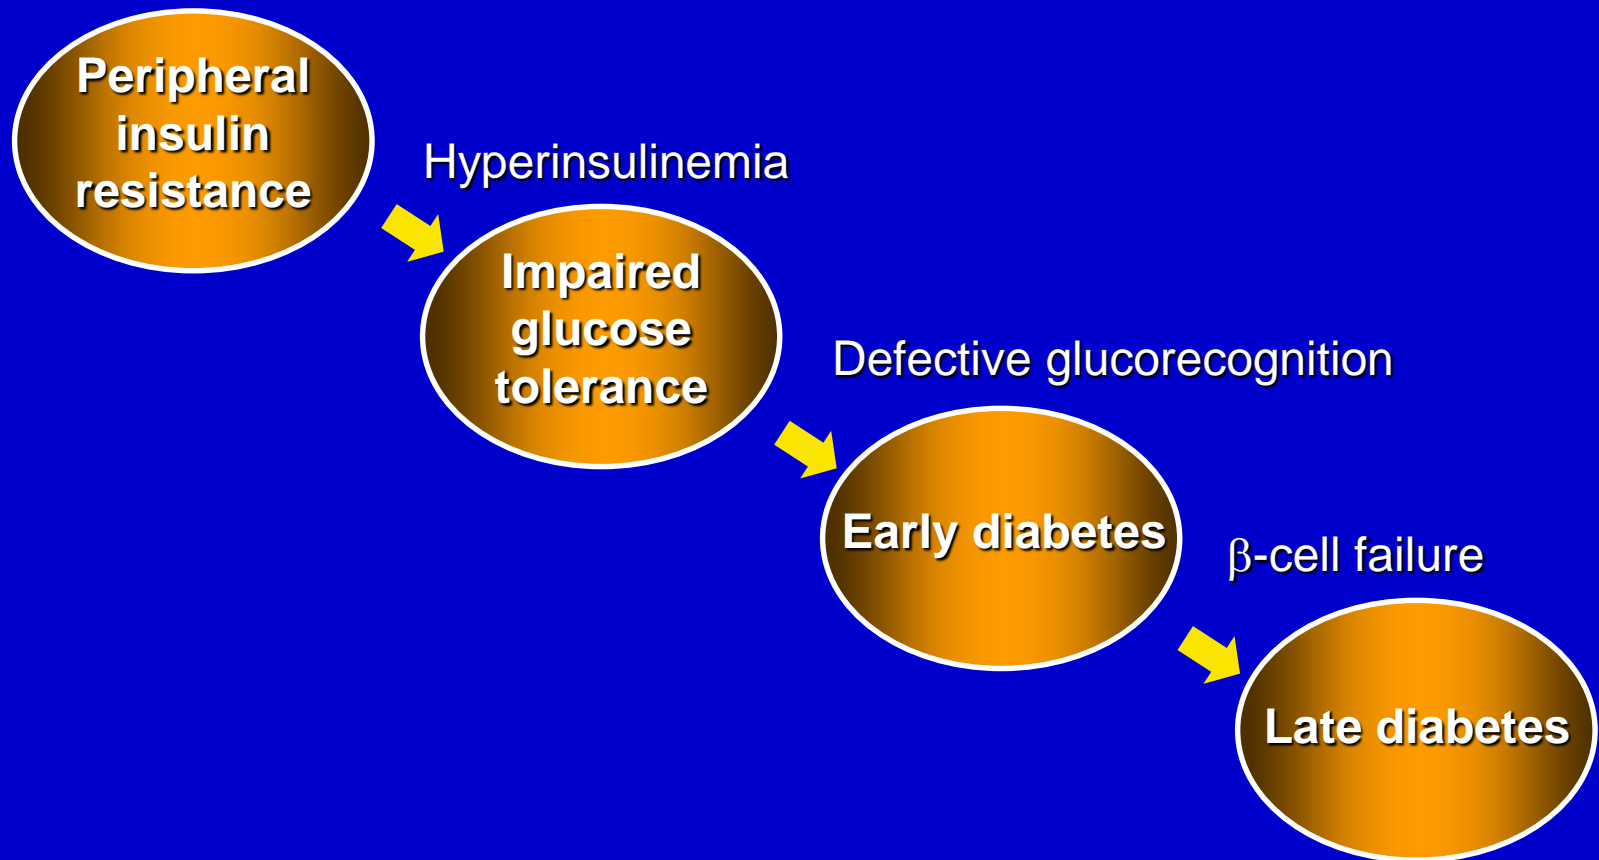 Peripheral
insulin
resistance
Hyperinsulinemia
Impaired
glucose
tolerance
Defective glucorecognition
Early diabetes
β-cell failure
Late diabetes